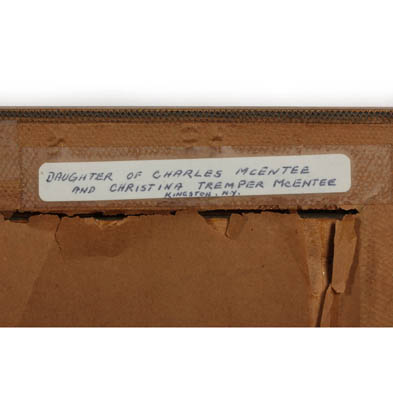 DAUGHTER OF CHARLES MCENTEE
AND CHRISTINA TREMPER MCENTEE
KINGSTON, N.Y.